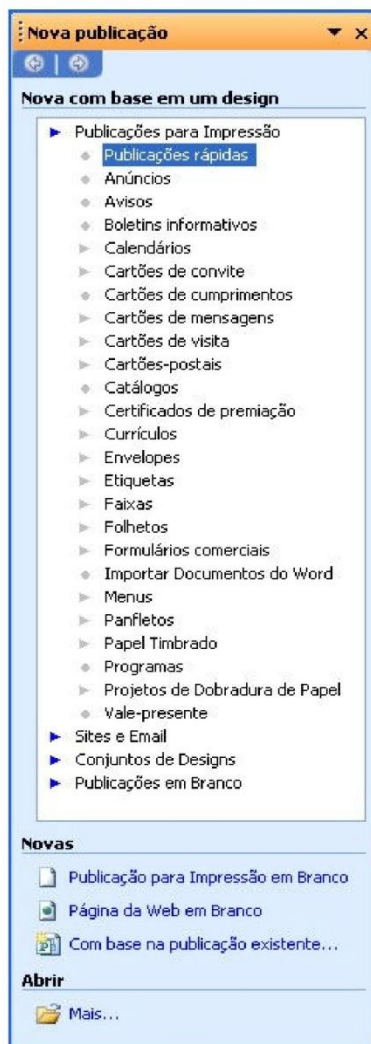 Nova publicação
Nova com base em um design
Publicações para Impressão
Publicações rápidas
Anúncios
Avisos
Boletins informativos
Calendários
Cartões de convite
Cartões de cumprimentos
Cartões de mensagens
Cartões de visita
Cartões-postais
Catálogos
Certificados de premiação
Currículos
Envelopes
Etiquetas
Faixas
Folhetos
Formulários comerciais
Importar Documentos do Word
Menus
Panfletos
Papel Timbrado
Programas
Projetos de Dobradura de Papel
Vale-presente
Sites e Email
Conjuntos de Designs
Publicações em Branco
Novas
Publicação para Impressão em Branco
Página da Web em Branco
Com base na publicação existente...
Abrir
Mais...